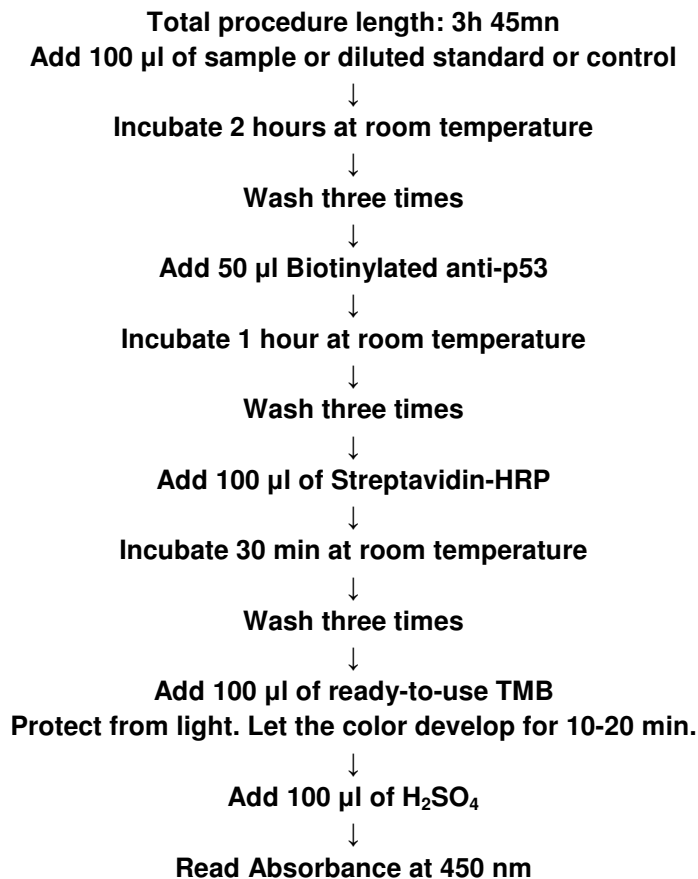 Total procedure length: 3h 45mn
Add 100 µl of sample or diluted standard or control
↓
Incubate 2 hours at room temperature
↓
Wash three times
↓
Add 50 µl Biotinylated anti-p53
↓
Incubate 1 hour at room temperature
↓
Wash three times
↓
Add 100 µl of Streptavidin-HRP
↓
Incubate 30 min at room temperature
↓
Wash three times
↓
Add 100 µl of ready-to-use TMB
Protect from light. Let the color develop for 10-20 min.
↓
Add 100 µl of H₂SO₄
↓
Read Absorbance at 450 nm